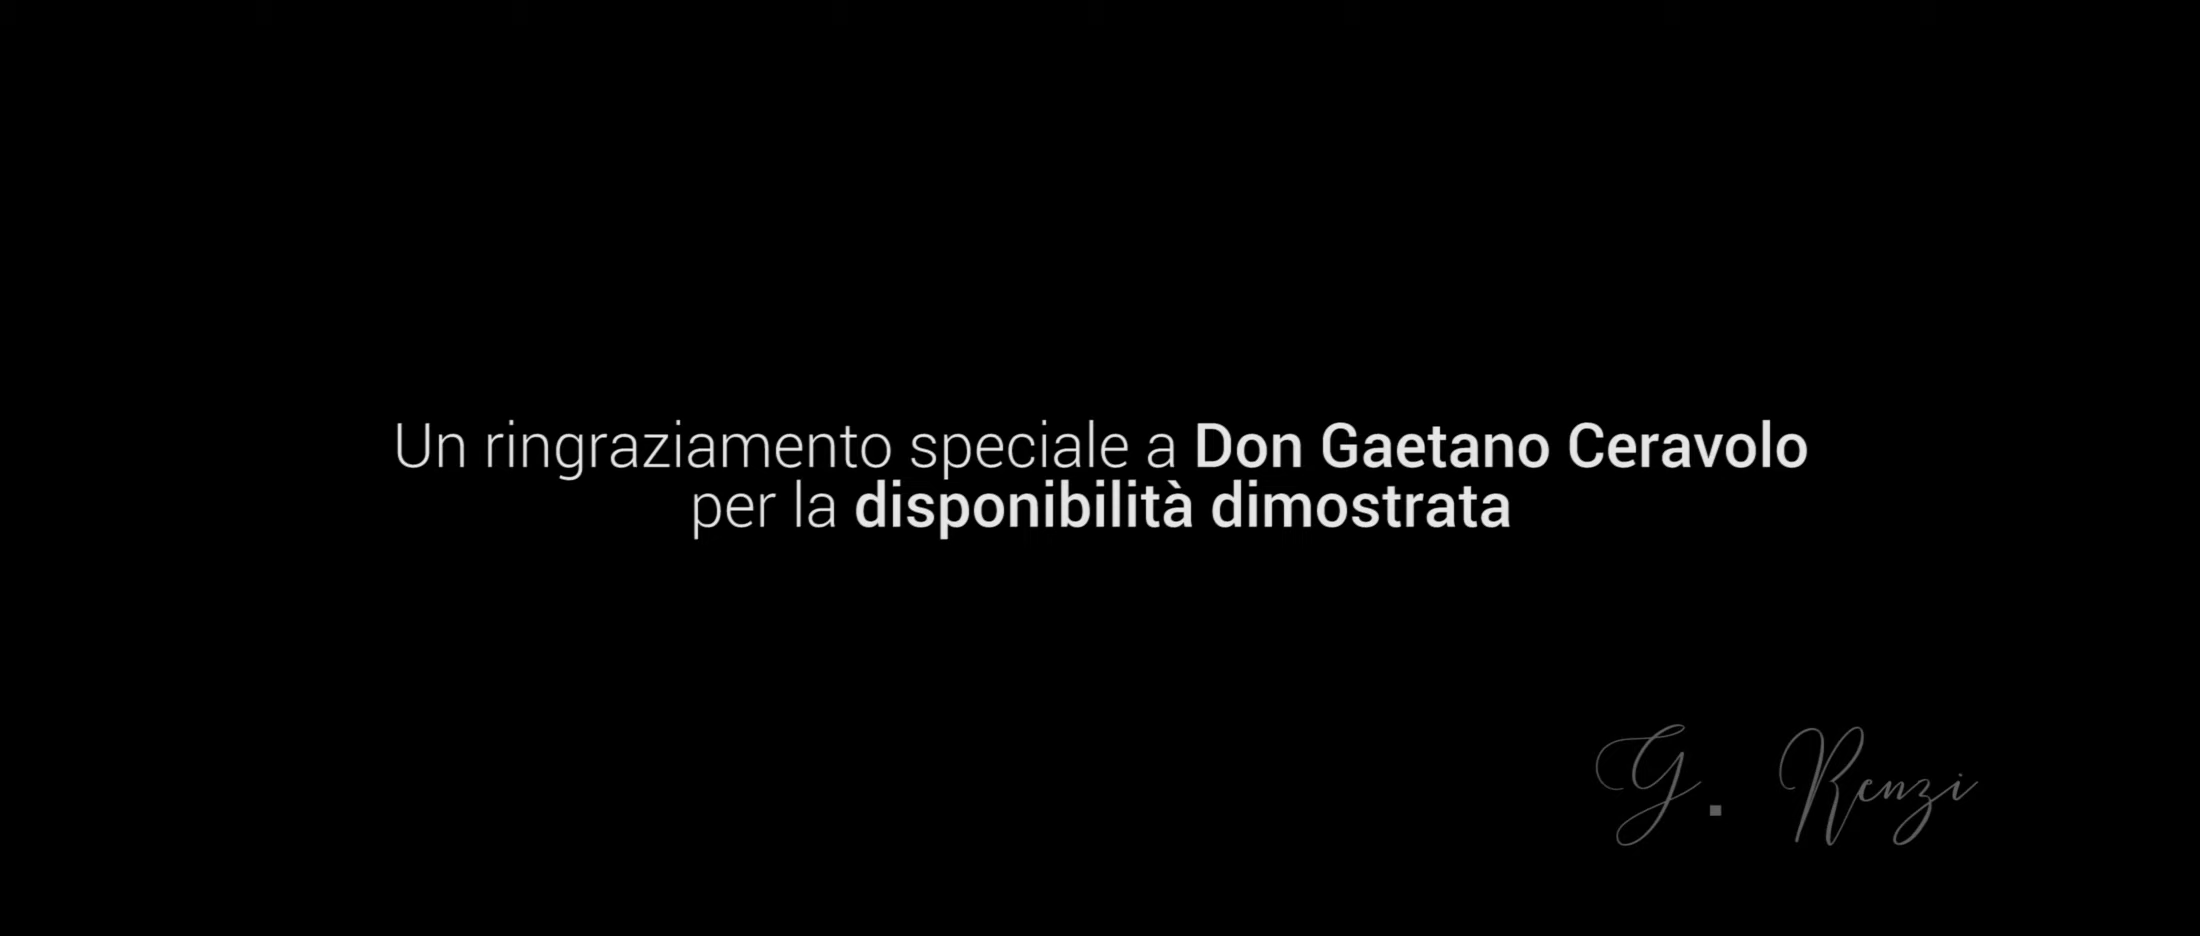 Un ringraziamento speciale a Don Gaetano Ceravolo
per la disponibilità dimostrata
G. Renzi